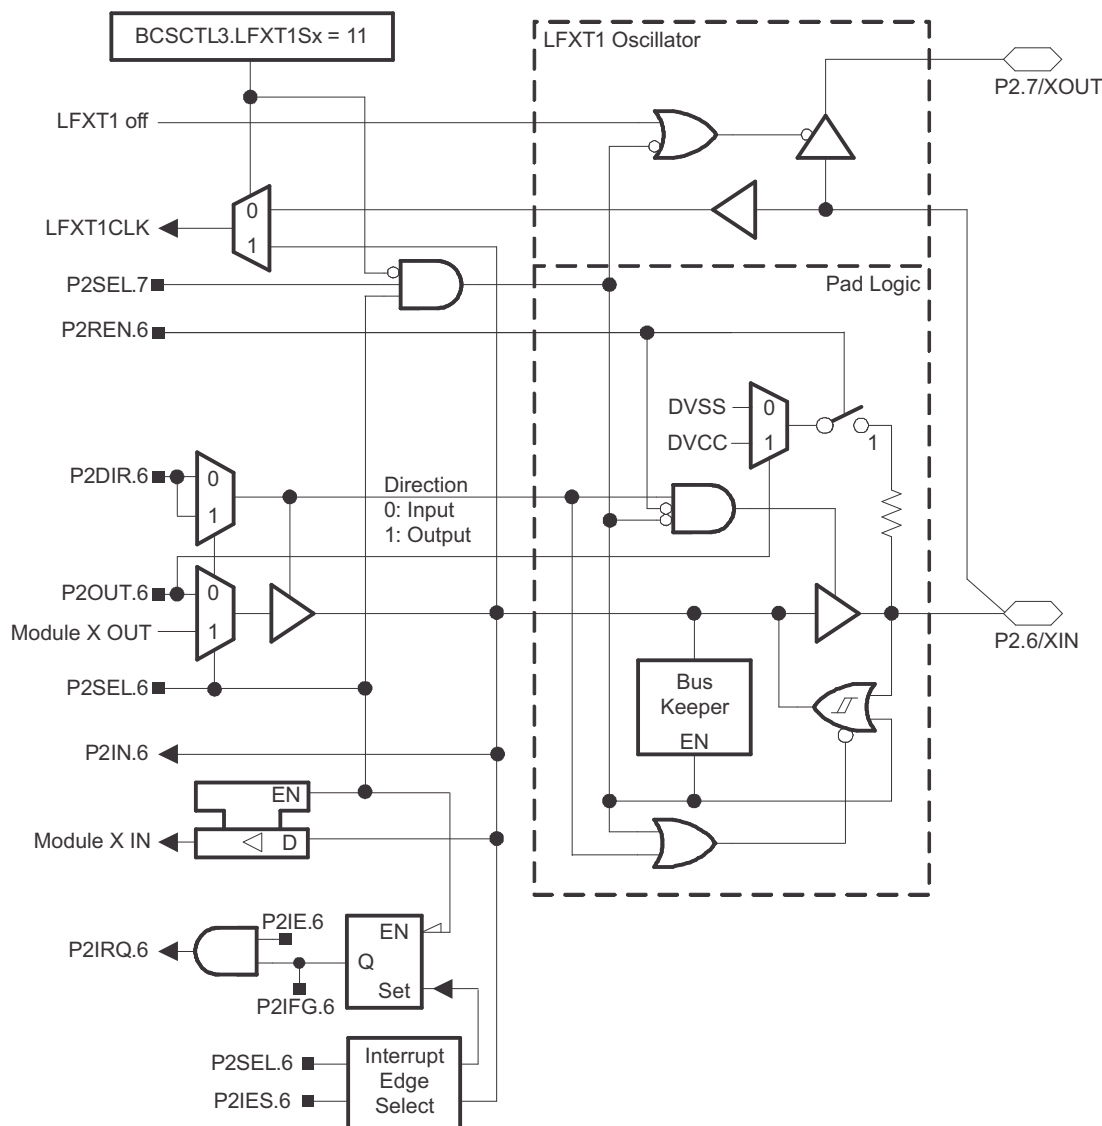 BCSCTL3.LFXT1Sx = 11
LFXT1 Oscillator
P2.7/XOUT
LFXT1 off
0
LFXT1CLK
1
P2SEL.7
Pad Logic
P2REN.6
DVSS
0
DVCC
1
1
P2DIR.6
0
1
Direction
0: Input
1: Output
P2OUT.6
0
Module X OUT
1
P2.6/XIN
P2SEL.6
Bus
Keeper
EN
P2IN.6
EN
Module X IN
D
P2IE.6
EN
P2IRQ.6
Q
Set
P2IFG.6
P2SEL.6
P2IES.6
Interrupt
Edge
Select